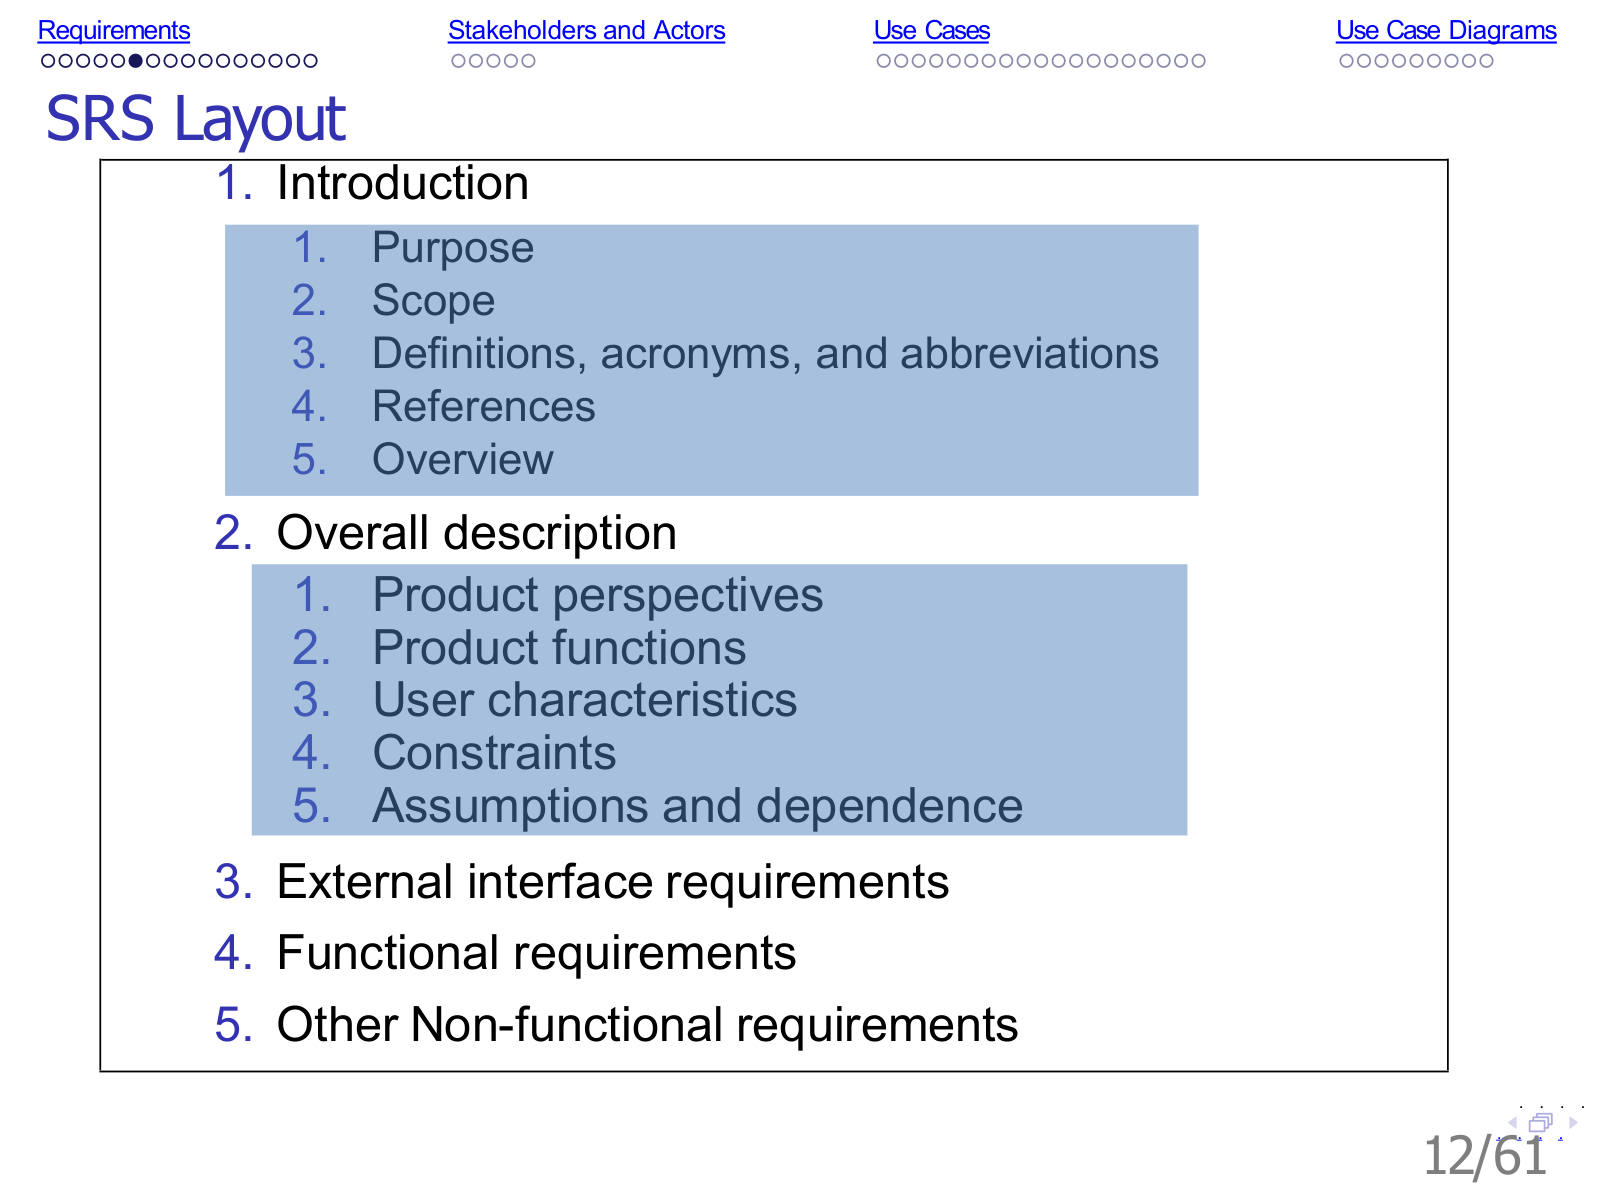 Requirements Stakeholders and Actors Use Cases Use Case Diagrams
SRS Layout
1. Introduction
1. Purpose
2. Scope
3. Definitions, acronyms, and abbreviations
4. References
5. Overview
2. Overall description
1. Product perspectives
2. Product functions
3. User characteristics
4. Constraints
5. Assumptions and dependence
3. External interface requirements
4. Functional requirements
5. Other Non-functional requirements
12/61